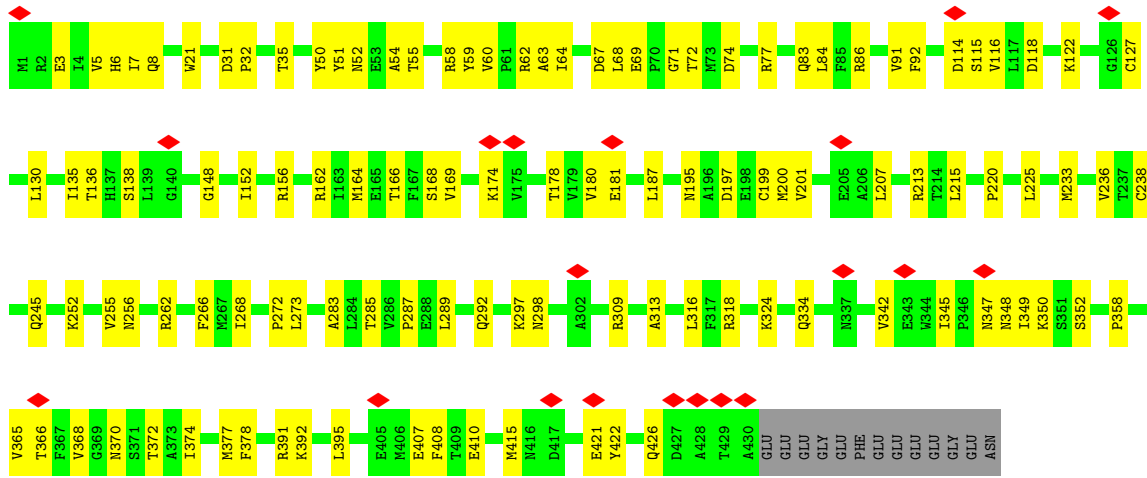 M1 R2 E3 I4 V5 H6 I7 Q8 W21 D31 P32 T35 Y50 Y51 N52 E53 A54 T55 R58 Y59 V60 P61 R62 A63 I64 D67 L68 E69 P70 G71 T72 M73 D74 R77 Q83 L84 F85 R86 V91 F92 D114 S115 V116 L117 D118 K122 G126 C127
L130 I135 T136 H137 S138 L139 G140 G148 I152 R156 R162 I163 M164 E165 T166 F167 S168 V169 K174 V175 T178 V179 V180 E181 L187 N195 A196 D197 E198 C199 M200 V201 E205 A206 L207 R213 T214 L215 P220 L225 M233 V236 T237 C238
Q245 K252 V255 N256 R262 F266 M267 I268 P272 L273 A283 L284 T285 V286 P287 E288 L289 Q292 K297 N298 A302 R309 A313 L316 F317 R318 K324 Q334 N337 V342 E343 W344 I345 P346 N347 N348 I349 K350 S351 S352 P358
V365 T366 F367 V368 G369 N370 S371 T372 A373 I374 M377 F378 R391 K392 L395 E405 M406 E407 F408 T409 E410 M415 N416 D417 E421 Y422 Q426 D427 A428 T429 A430 GLU GLU GLU GLY GLU PHE GLU GLU GLU GLU GLY GLU ASN